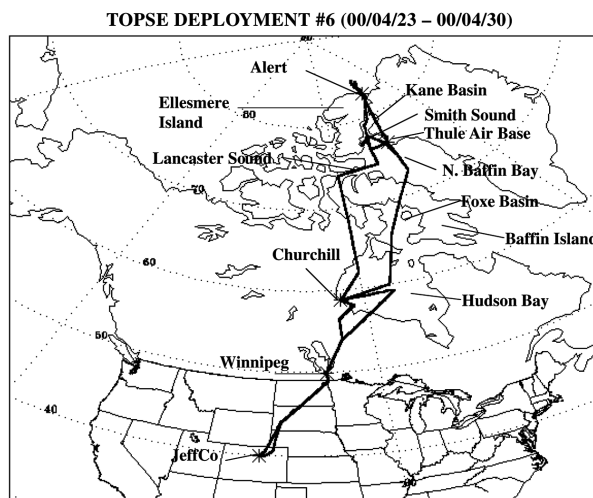 TOPSE DEPLOYMENT #6 (00/04/23 – 00/04/30)
Alert
Kane Basin
Ellesmere
Island
80
Smith Sound
Thule Air Base
Lancaster Sound
N. Baffin Bay
70
Foxe Basin
Baffin Island
Churchill
60
Hudson Bay
50
Winnipeg
40
JeffCo